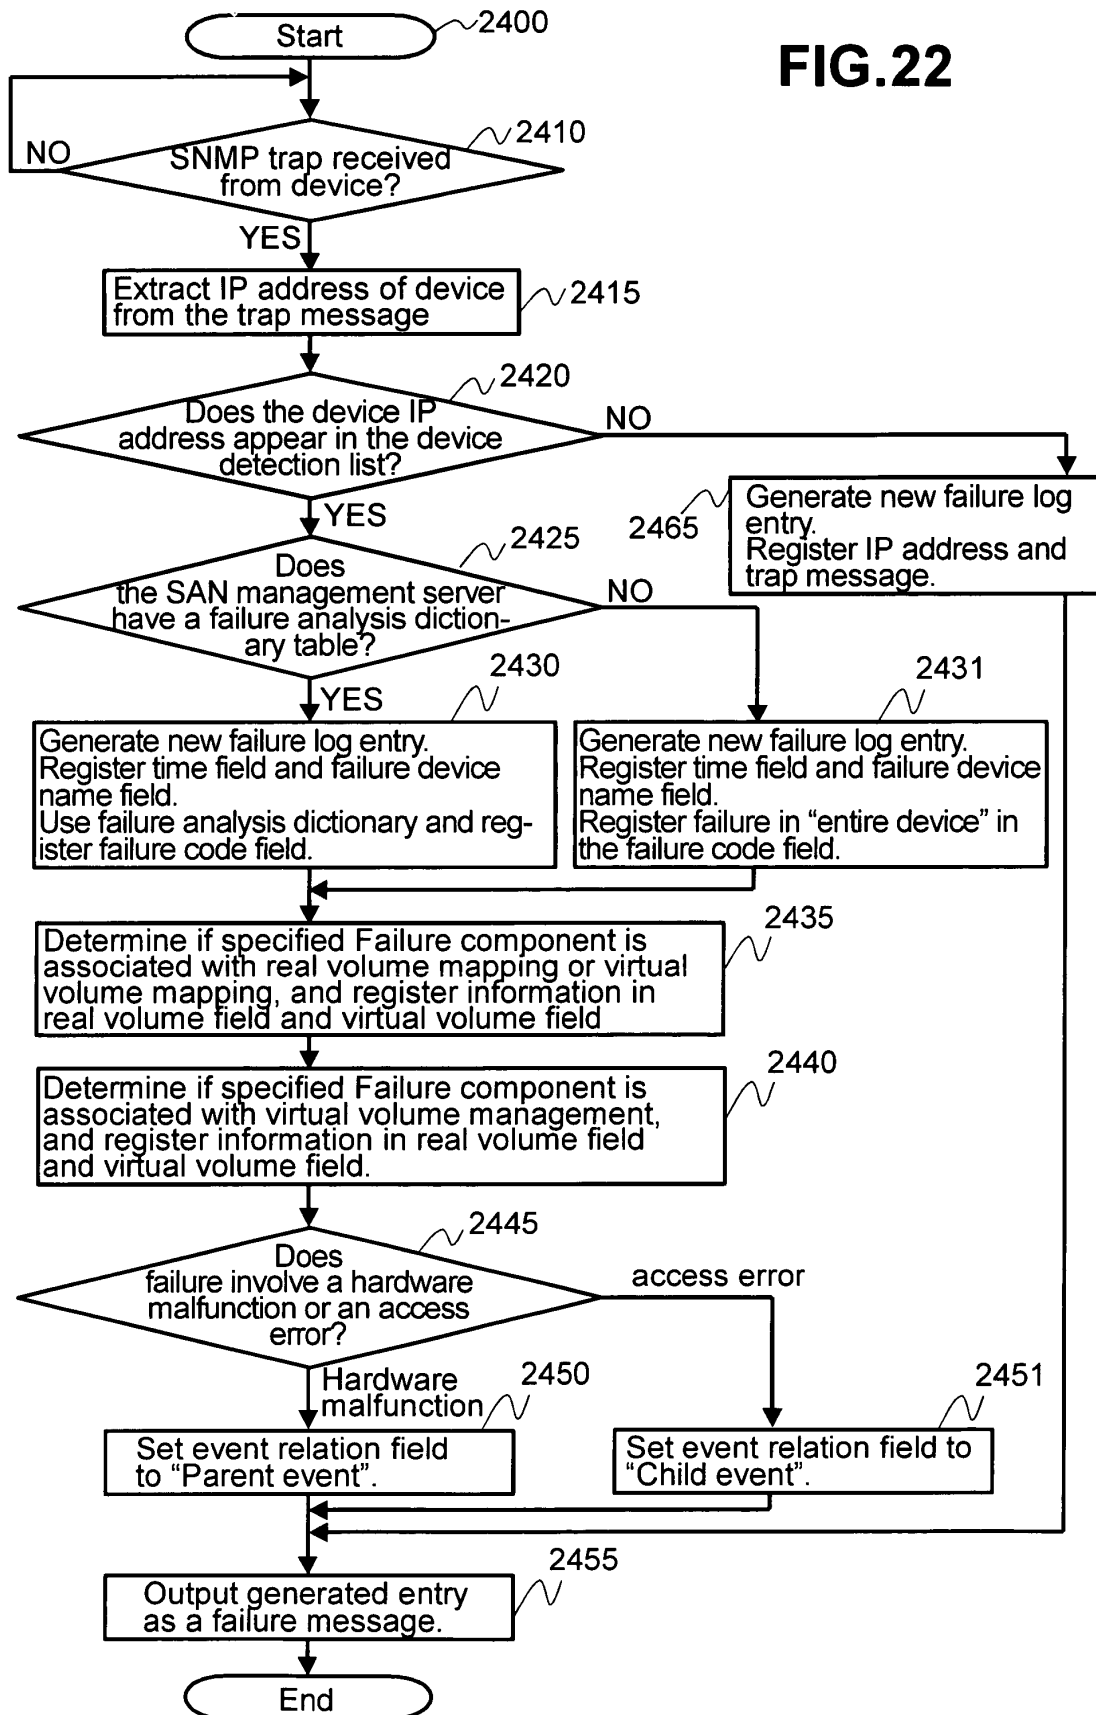 Start
2400
FIG.22
NO
2410
SNMP trap received
from device?
YES
Extract IP address of device
from the trap message
2415
2420
Does the device IP
address appear in the device
detection list?
NO
YES
2465
Generate new failure log
entry.
Register IP address and
trap message.
2425
Does
the SAN management server
have a failure analysis diction-
ary table?
NO
YES
2430
Generate new failure log entry.
Register time field and failure device
name field.
Use failure analysis dictionary and reg-
ister failure code field.
2431
Generate new failure log entry.
Register time field and failure device
name field.
Register failure in “entire device” in
the failure code field.
2435
Determine if specified Failure component is
associated with real volume mapping or virtual
volume mapping, and register information in
real volume field and virtual volume field
2440
Determine if specified Failure component is
associated with virtual volume management,
and register information in real volume field
and virtual volume field.
2445
Does
failure involve a hardware
malfunction or an access
error?
access error
Hardware
malfunction
2450
Set event relation field
to “Parent event”.
2451
Set event relation field to
“Child event”.
2455
Output generated entry
as a failure message.
End